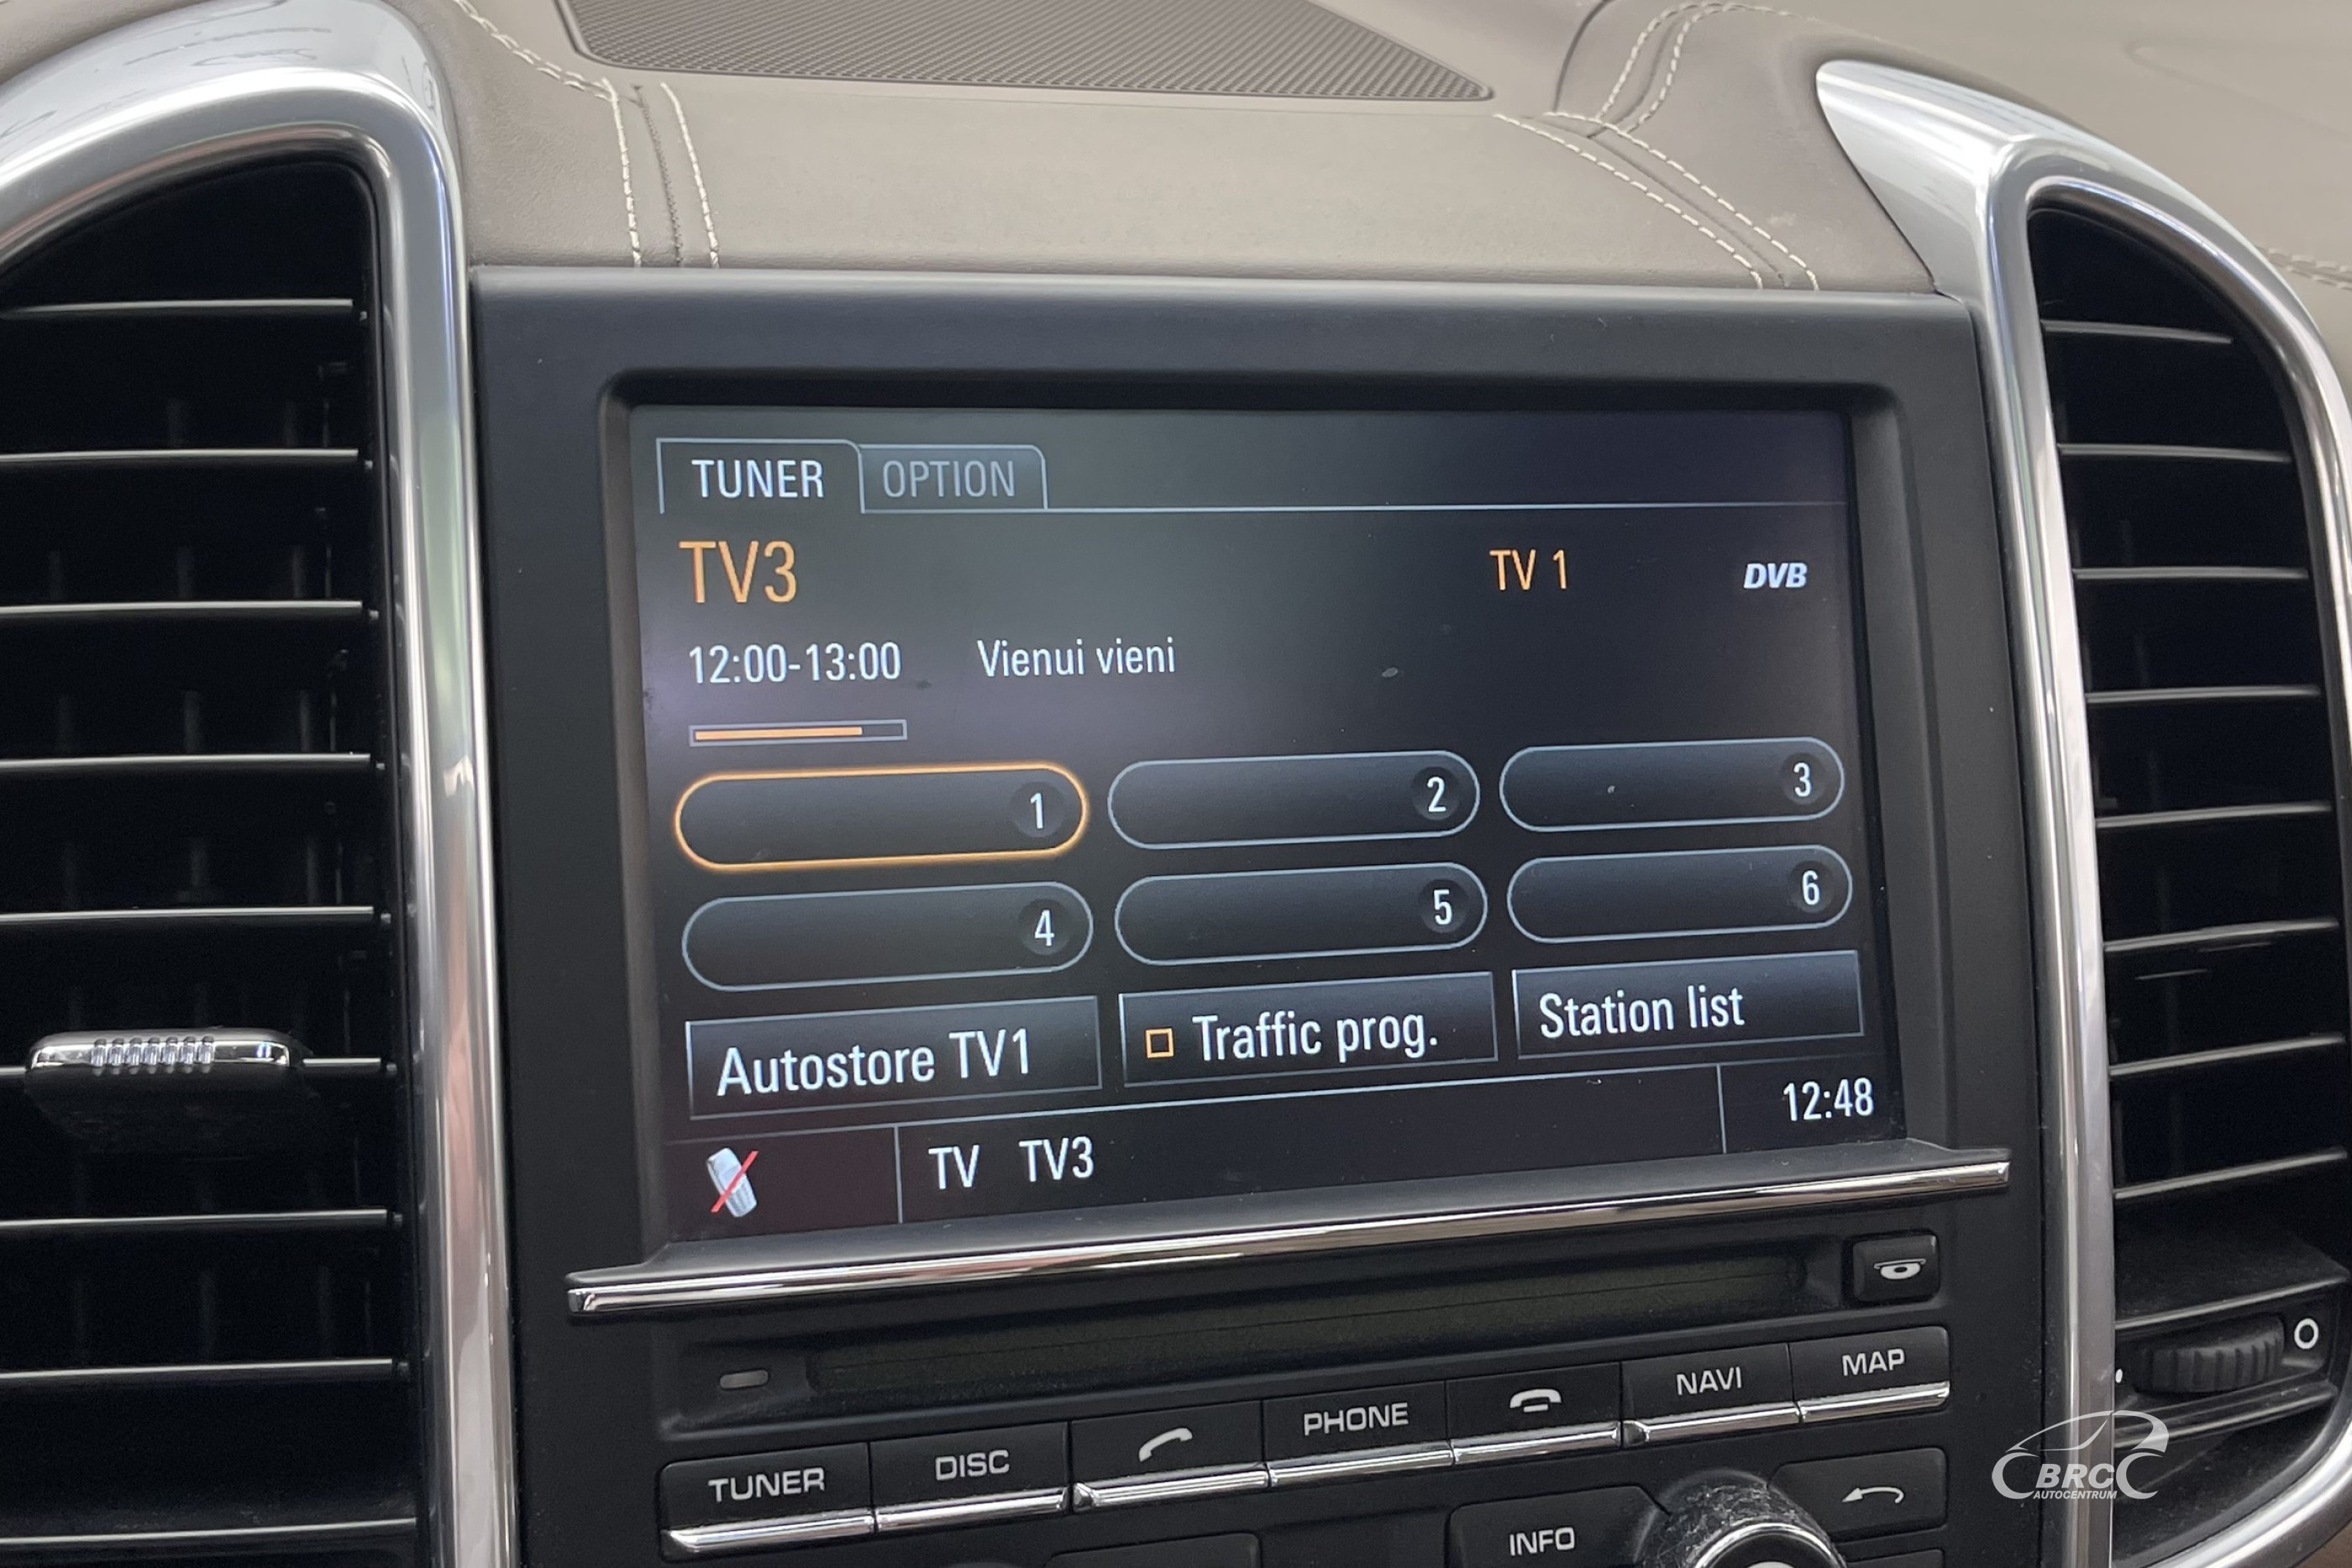 TUNER OPTION
TV3 TV 1 DVB
12:00-13:00 Vienui vieni
1 2 3
4 5 6
Autostore TV1 Traffic prog. Station list
TV TV3 12:48
TUNER DISC PHONE NAVI MAP
INFO
BRC
AUTOCENTRUM